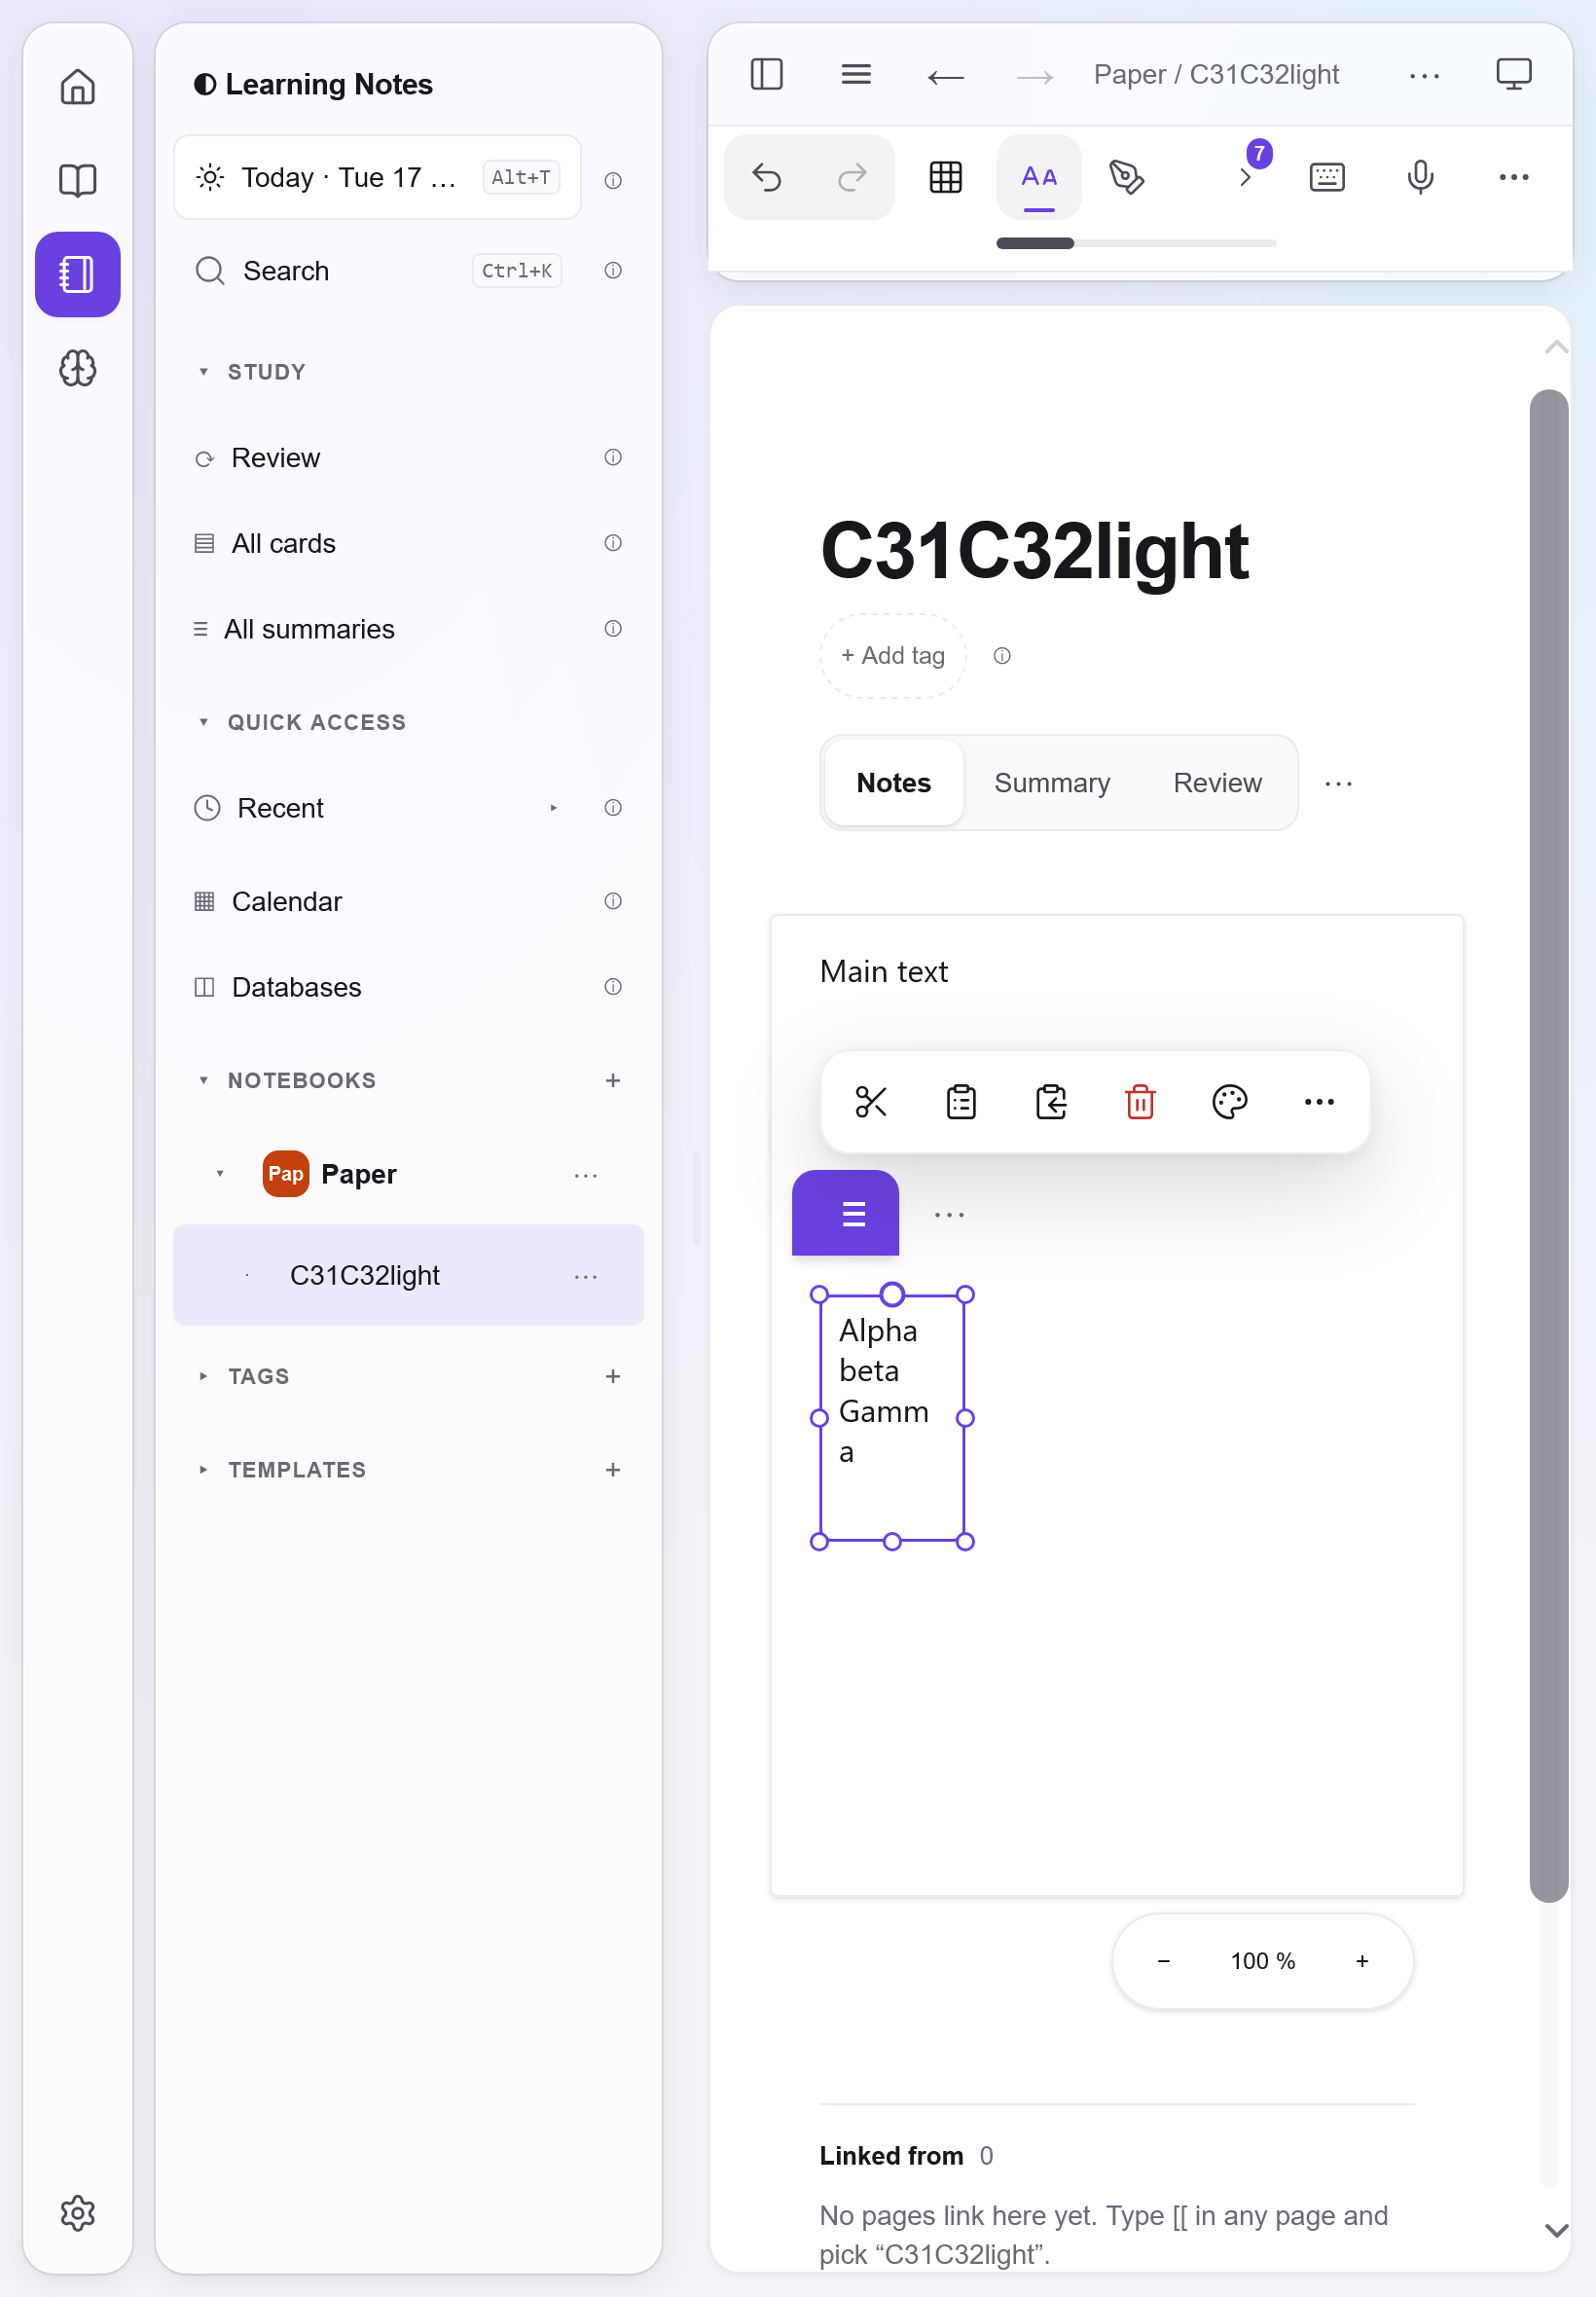 Learning Notes
Today · Tue 17 … Alt+T
Search Ctrl+K
STUDY
Review
All cards
All summaries
QUICK ACCESS
Recent
Calendar
Databases
NOTEBOOKS +
Pap Paper
C31C32light
TAGS +
TEMPLATES +
Paper / C31C32light
AA
7
C31C32light
+ Add tag
Notes Summary Review
Main text
Alpha
beta
Gamm
a
− 100 % +
Linked from 0
No pages link here yet. Type [[ in any page and
pick “C31C32light”.